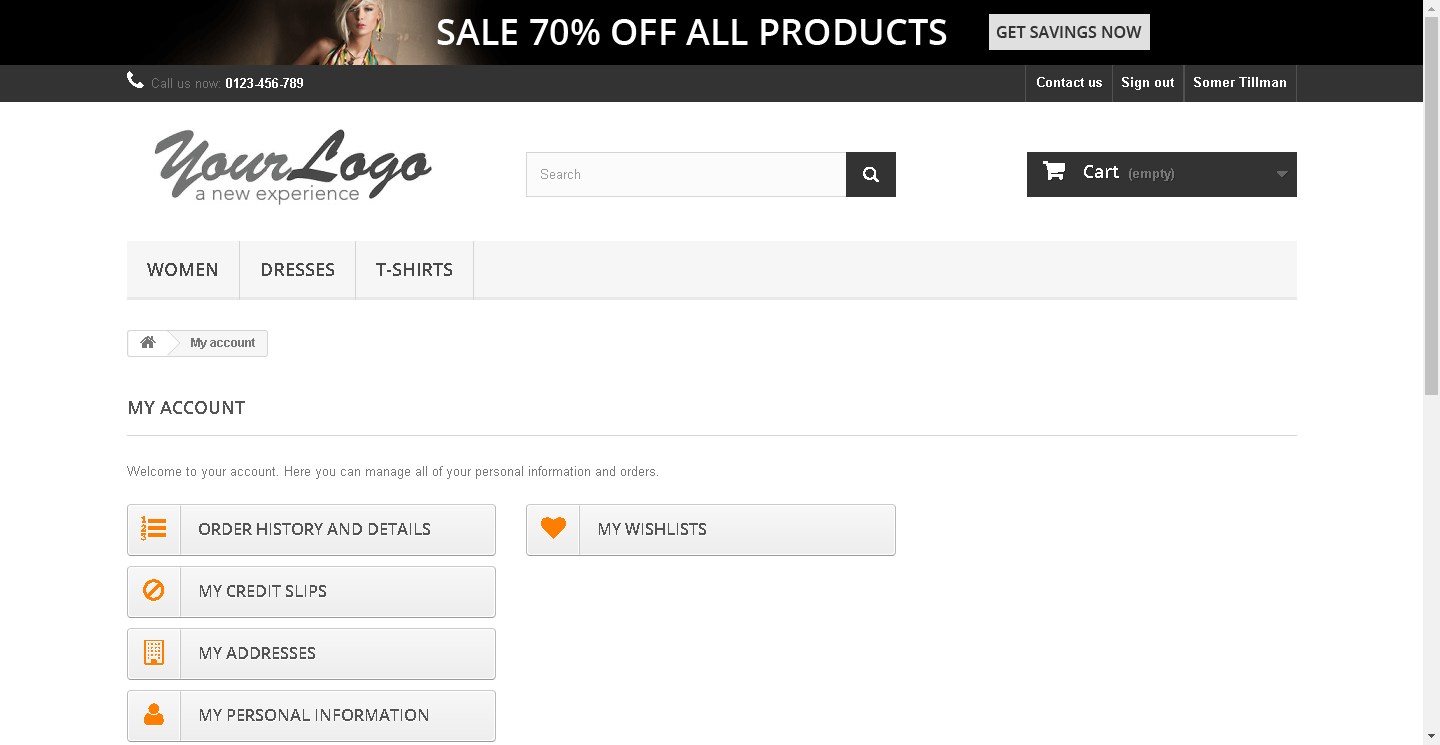 SALE 70% OFF ALL PRODUCTS GET SAVINGS NOW
Call us now: 0123-456-789 Contact us Sign out Somer Tillman
YourLogo
a new experience
Search
Cart (empty)
WOMEN DRESSES T-SHIRTS
My account
MY ACCOUNT
Welcome to your account. Here you can manage all of your personal information and orders.
ORDER HISTORY AND DETAILS
MY WISHLISTS
MY CREDIT SLIPS
MY ADDRESSES
MY PERSONAL INFORMATION